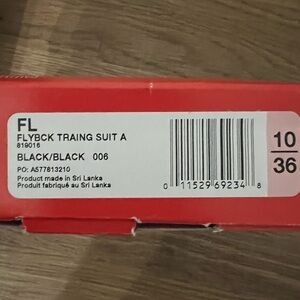 FL
FLYBCK TRAING SUIT A
819016
BLACK/BLACK 006
PO: A577813210
Product made in Sri Lanka
Produit fabriqué au Sri Lanka
0 11529 69234 8
10
36